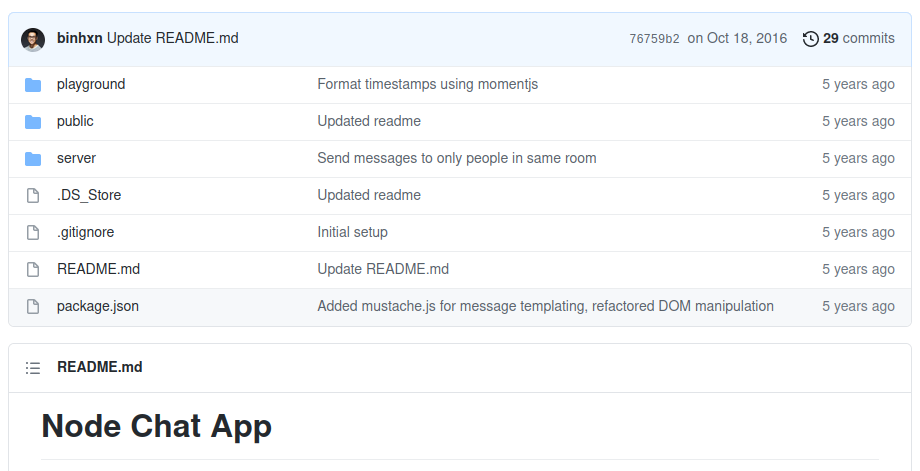 binhxn Update README.md 76759b2 on Oct 18, 2016 29 commits
playground Format timestamps using momentjs 5 years ago
public Updated readme 5 years ago
server Send messages to only people in same room 5 years ago
.DS_Store Updated readme 5 years ago
.gitignore Initial setup 5 years ago
README.md Update README.md 5 years ago
package.json Added mustache.js for message templating, refactored DOM manipulation 5 years ago
README.md
Node Chat App